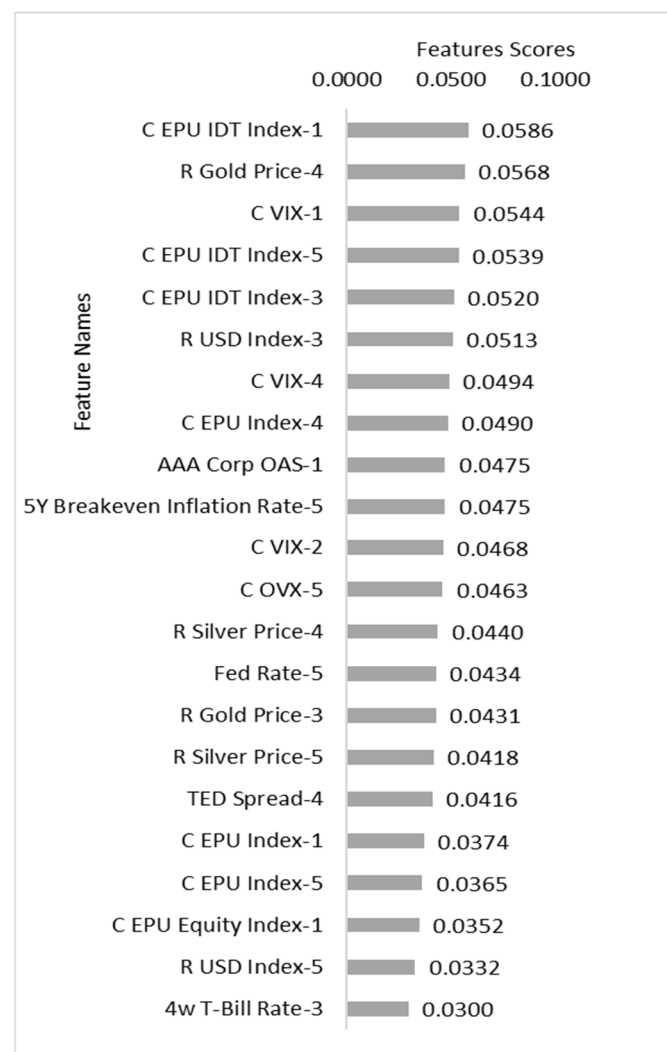 Features Scores
0.0000 0.0500 0.1000
Feature Names
C EPU IDT Index-1 0.0586
R Gold Price-4 0.0568
C VIX-1 0.0544
C EPU IDT Index-5 0.0539
C EPU IDT Index-3 0.0520
R USD Index-3 0.0513
C VIX-4 0.0494
C EPU Index-4 0.0490
AAA Corp OAS-1 0.0475
5Y Breakeven Inflation Rate-5 0.0475
C VIX-2 0.0468
C OVX-5 0.0463
R Silver Price-4 0.0440
Fed Rate-5 0.0434
R Gold Price-3 0.0431
R Silver Price-5 0.0418
TED Spread-4 0.0416
C EPU Index-1 0.0374
C EPU Index-5 0.0365
C EPU Equity Index-1 0.0352
R USD Index-5 0.0332
4w T-Bill Rate-3 0.0300